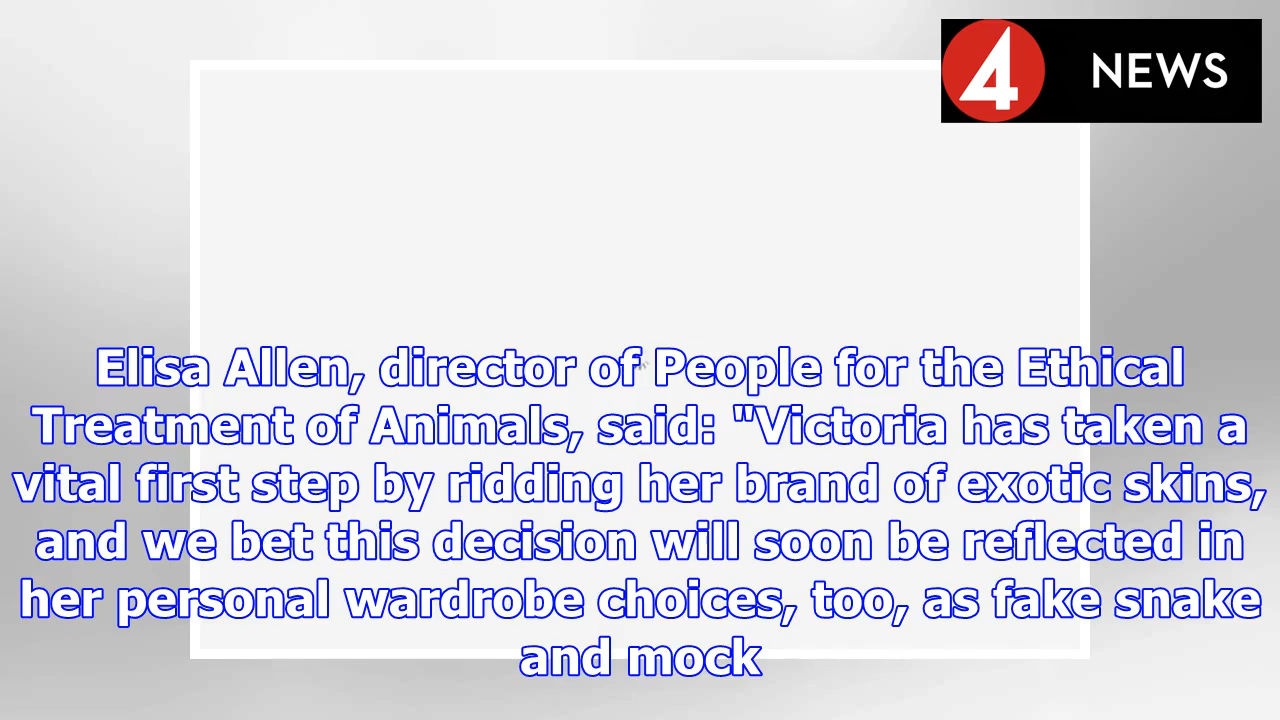 4 NEWS
Elisa Allen, director of People for the Ethical
Treatment of Animals, said: "Victoria has taken a
vital first step by ridding her brand of exotic skins,
and we bet this decision will soon be reflected in
her personal wardrobe choices, too, as fake snake
and mock